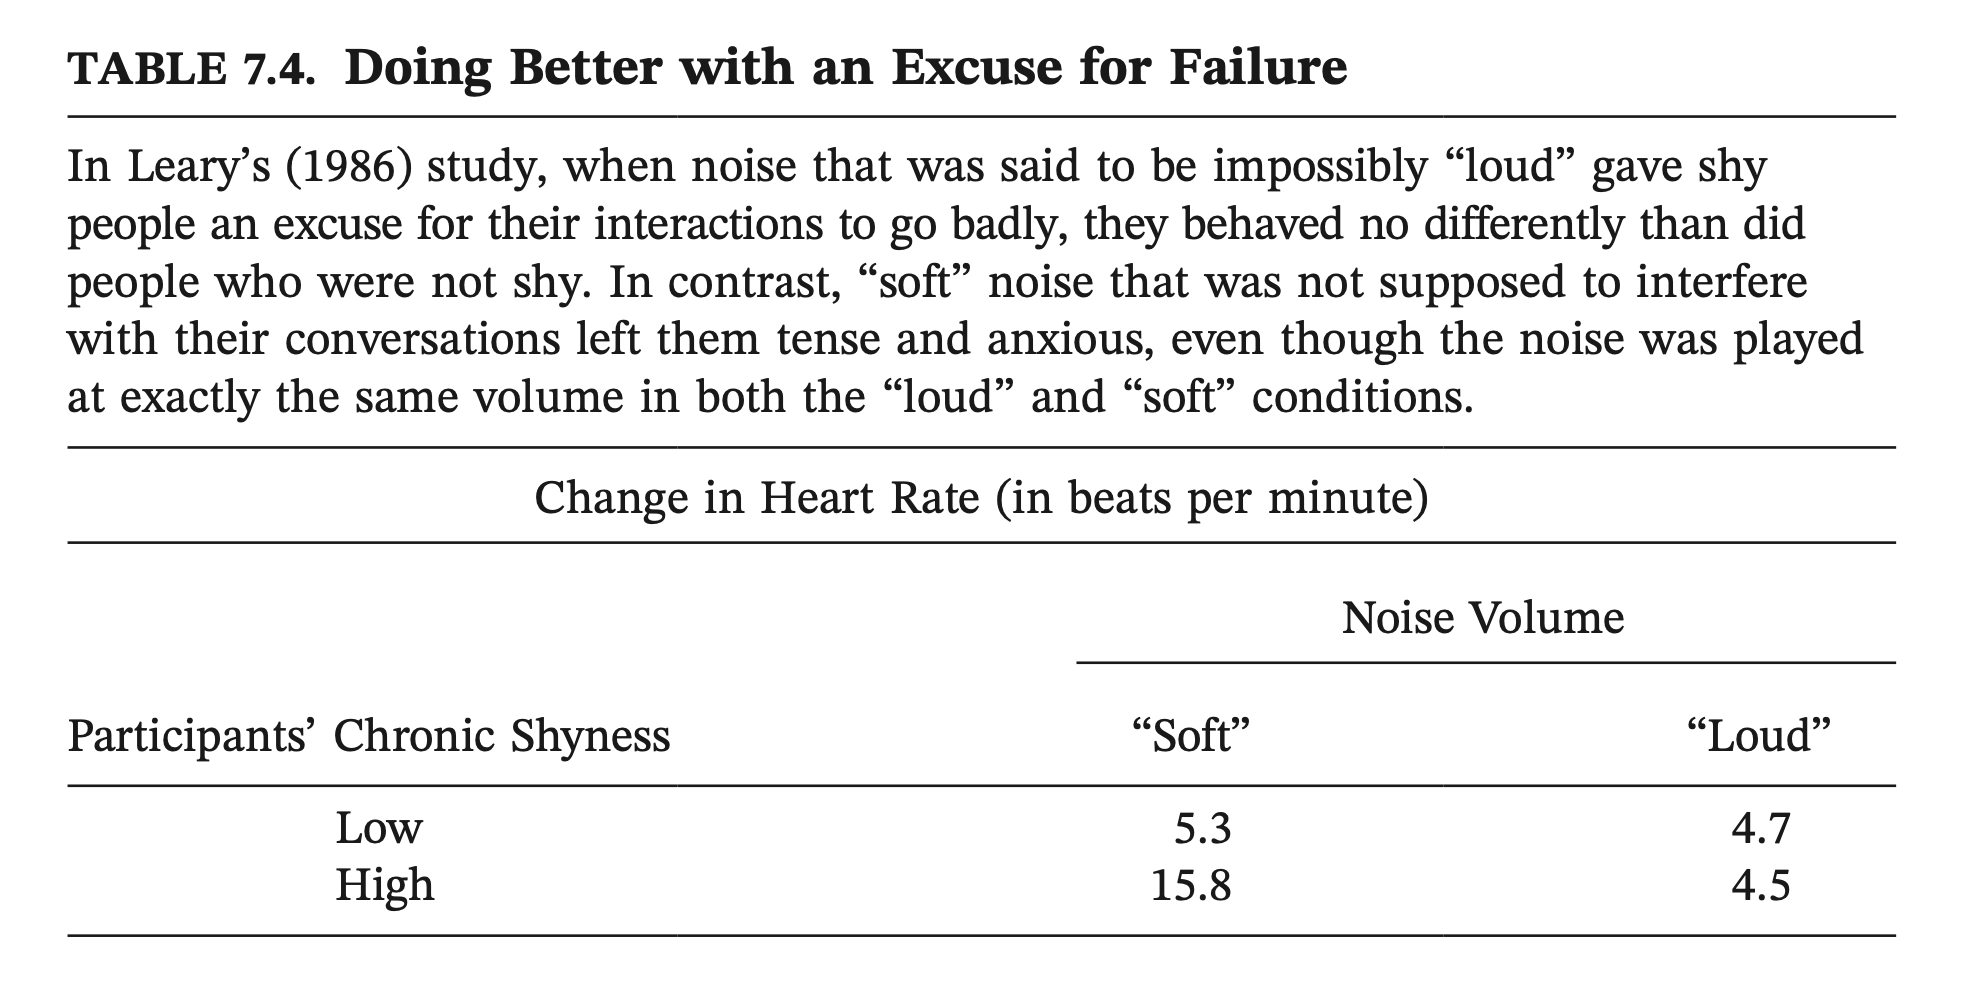 TABLE 7.4. Doing Better with an Excuse for Failure
In Leary’s (1986) study, when noise that was said to be impossibly “loud” gave shy
people an excuse for their interactions to go badly, they behaved no differently than did
people who were not shy. In contrast, “soft” noise that was not supposed to interfere
with their conversations left them tense and anxious, even though the noise was played
at exactly the same volume in both the “loud” and “soft” conditions.
Change in Heart Rate (in beats per minute)
Noise Volume
Participants’ Chronic Shyness “Soft” “Loud”
Low 5.3 4.7
High 15.8 4.5